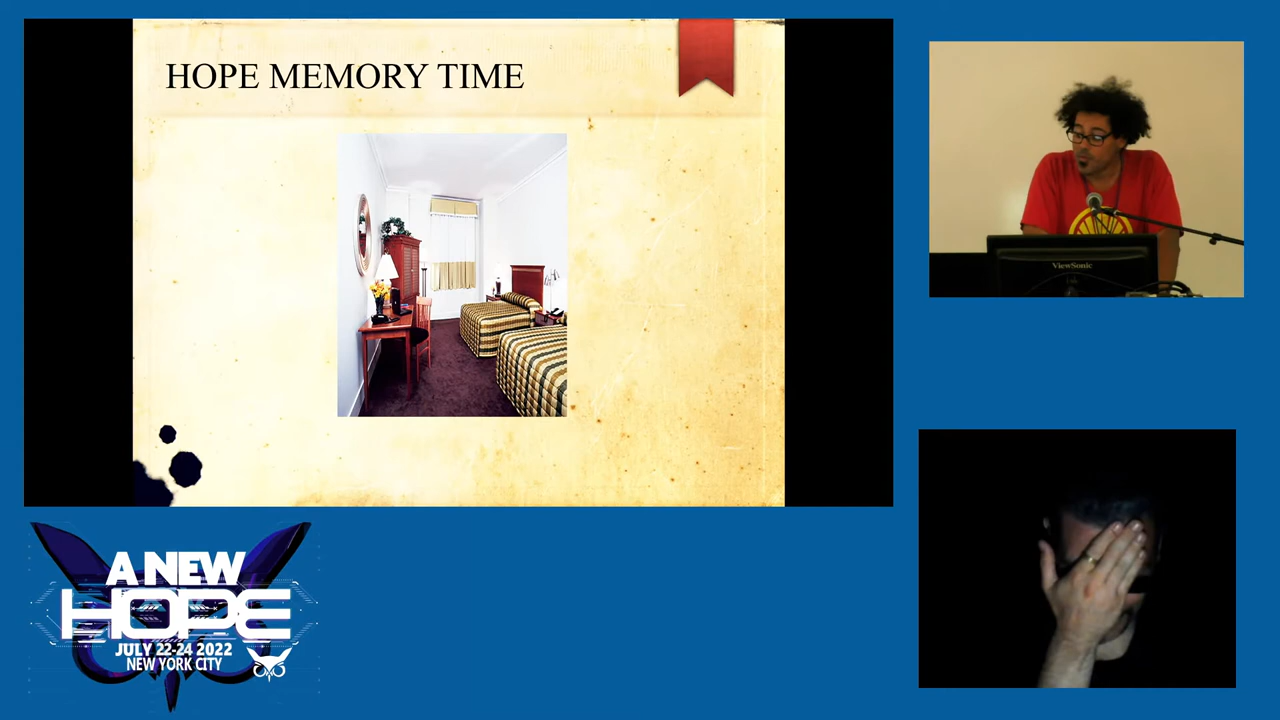 HOPE MEMORY TIME
ViewSonic
A NEW
HOPE
JULY 22-24 2022
NEW YORK CITY